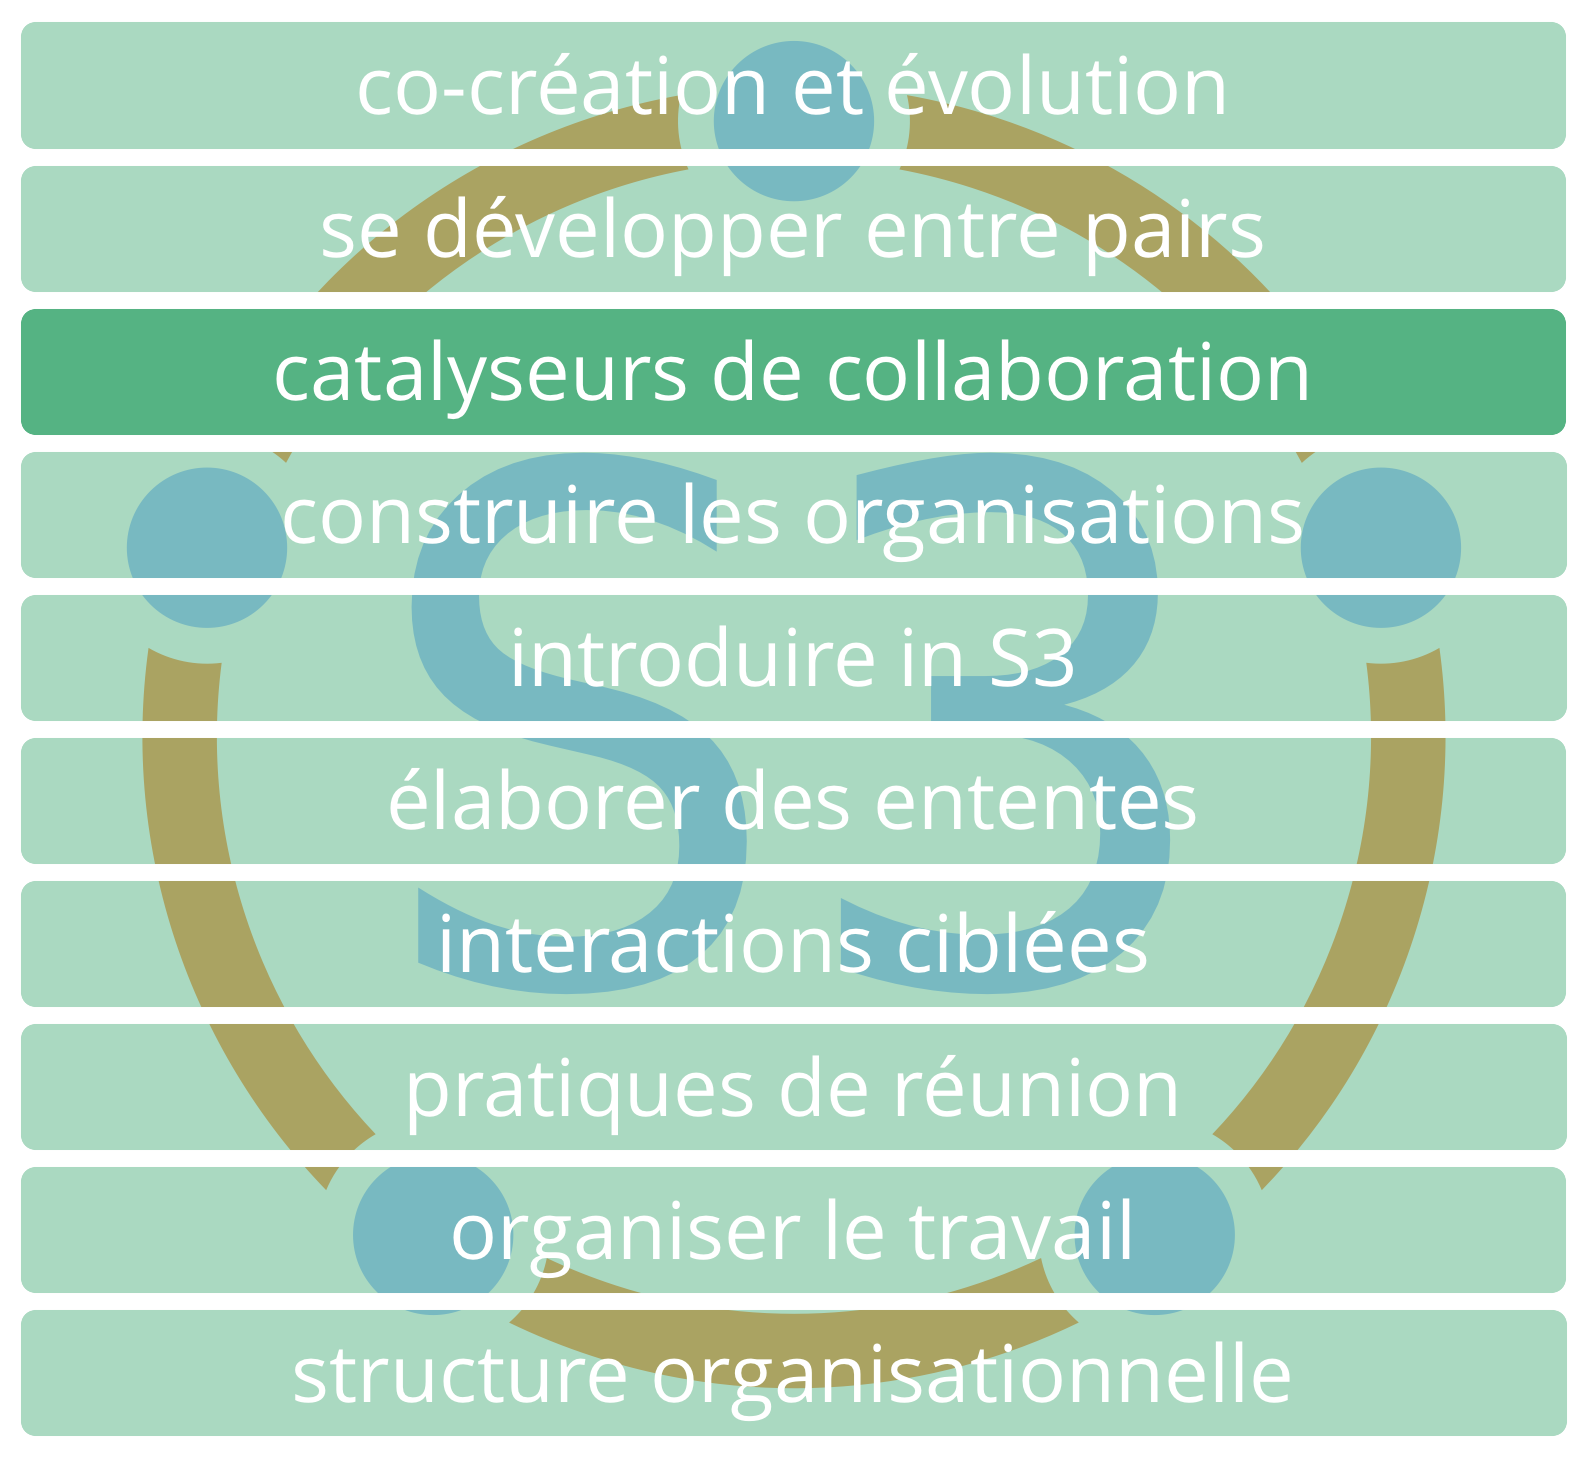 co-création et évolution
se développer entre pairs
catalyseurs de collaboration
construire les organisations
introduire in S3
élaborer des ententes
interactions ciblées
pratiques de réunion
organiser le travail
structure organisationnelle
S3